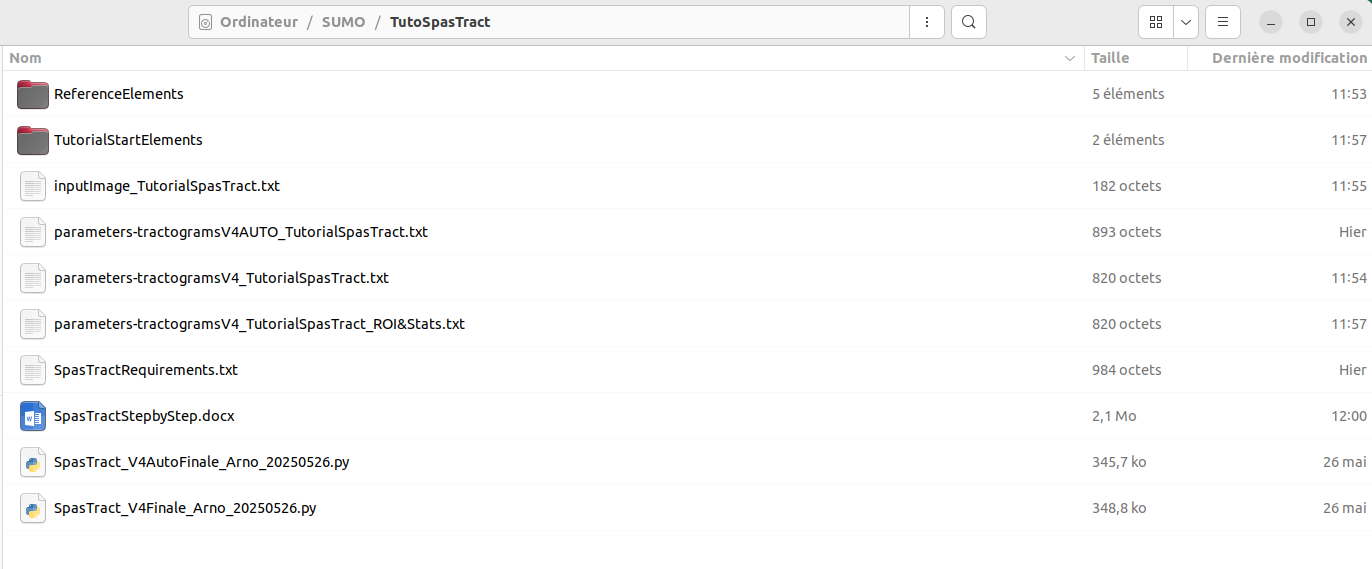 Ordinateur / SUMO / TutoSpasTract
Nom Taille Dernière modification
ReferenceElements 5 éléments 11:53
TutorialStartElements 2 éléments 11:57
inputImage_TutorialSpasTract.txt 182 octets 11:55
parameters-tractogramsV4AUTO_TutorialSpasTract.txt 893 octets Hier
parameters-tractogramsV4_TutorialSpasTract.txt 820 octets 11:54
parameters-tractogramsV4_TutorialSpasTract_ROI&Stats.txt 820 octets 11:57
SpasTractRequirements.txt 984 octets Hier
SpasTractStepbyStep.docx 2,1 Mo 12:00
SpasTract_V4AutoFinale_Arno_20250526.py 345,7 ko 26 mai
SpasTract_V4Finale_Arno_20250526.py 348,8 ko 26 mai